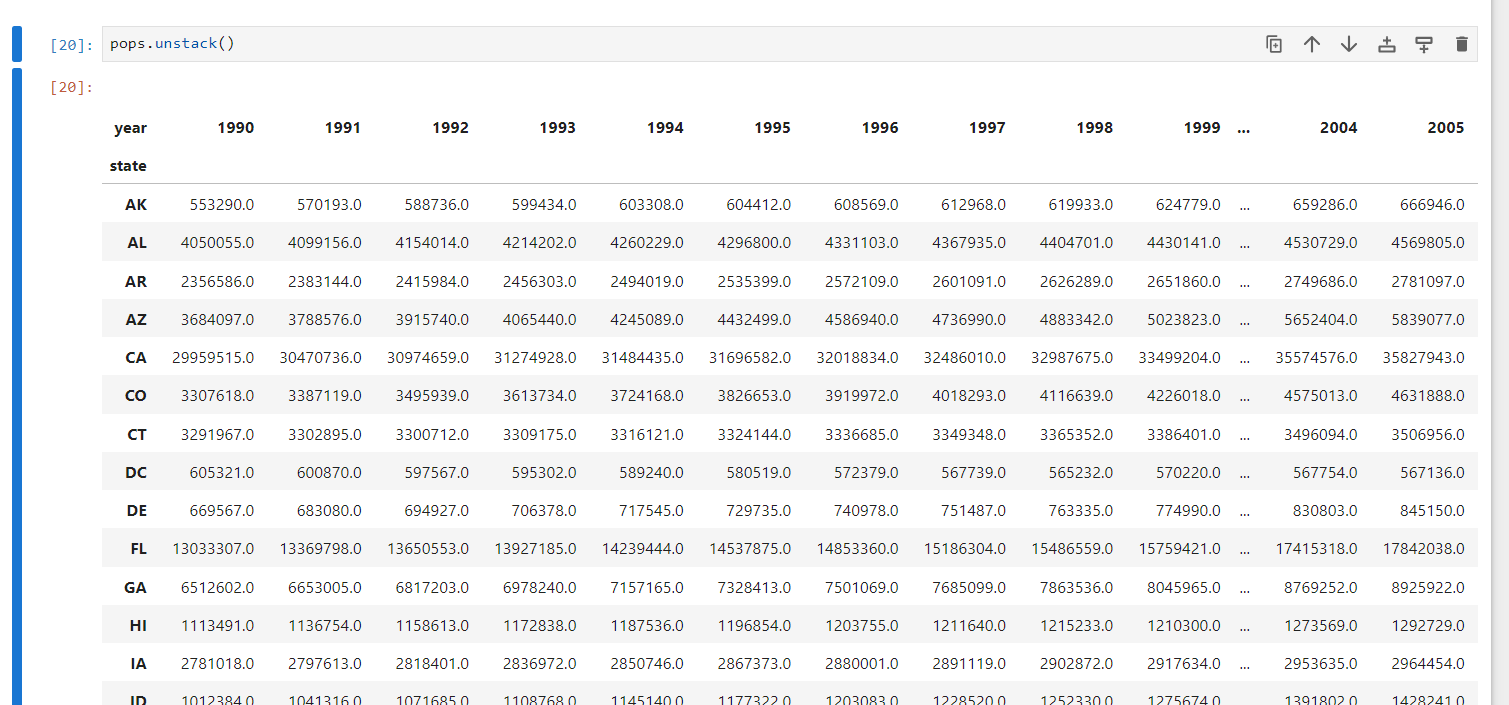 [20]: pops.unstack()
[20]:
year 1990 1991 1992 1993 1994 1995 1996 1997 1998 1999 ... 2004 2005
state
AK 553290.0 570193.0 588736.0 599434.0 603308.0 604412.0 608569.0 612968.0 619933.0 624779.0 ... 659286.0 666946.0
AL 4050055.0 4099156.0 4154014.0 4214202.0 4260229.0 4296800.0 4331103.0 4367935.0 4404701.0 4430141.0 ... 4530729.0 4569805.0
AR 2356586.0 2383144.0 2415984.0 2456303.0 2494019.0 2535399.0 2572109.0 2601091.0 2626289.0 2651860.0 ... 2749686.0 2781097.0
AZ 3684097.0 3788576.0 3915740.0 4065440.0 4245089.0 4432499.0 4586940.0 4736990.0 4883342.0 5023823.0 ... 5652404.0 5839077.0
CA 29959515.0 30470736.0 30974659.0 31274928.0 31484435.0 31696582.0 32018834.0 32486010.0 32987675.0 33499204.0 ... 35574576.0 35827943.0
CO 3307618.0 3387119.0 3495939.0 3613734.0 3724168.0 3826653.0 3919972.0 4018293.0 4116639.0 4226018.0 ... 4575013.0 4631888.0
CT 3291967.0 3302895.0 3300712.0 3309175.0 3316121.0 3324144.0 3336685.0 3349348.0 3365352.0 3386401.0 ... 3496094.0 3506956.0
DC 605321.0 600870.0 597567.0 595302.0 589240.0 580519.0 572379.0 567739.0 565232.0 570220.0 ... 567754.0 567136.0
DE 669567.0 683080.0 694927.0 706378.0 717545.0 729735.0 740978.0 751487.0 763335.0 774990.0 ... 830803.0 845150.0
FL 13033307.0 13369798.0 13650553.0 13927185.0 14239444.0 14537875.0 14853360.0 15186304.0 15486559.0 15759421.0 ... 17415318.0 17842038.0
GA 6512602.0 6653005.0 6817203.0 6978240.0 7157165.0 7328413.0 7501069.0 7685099.0 7863536.0 8045965.0 ... 8769252.0 8925922.0
HI 1113491.0 1136754.0 1158613.0 1172838.0 1187536.0 1196854.0 1203755.0 1211640.0 1215233.0 1210300.0 ... 1273569.0 1292729.0
IA 2781018.0 2797613.0 2818401.0 2836972.0 2850746.0 2867373.0 2880001.0 2891119.0 2902872.0 2917634.0 ... 2953635.0 2964454.0
ID 1012384.0 1041316.0 1071685.0 1108768.0 1145140.0 1177322.0 1203083.0 1228520.0 1252330.0 1275674.0 ... 1391802.0 1428241.0